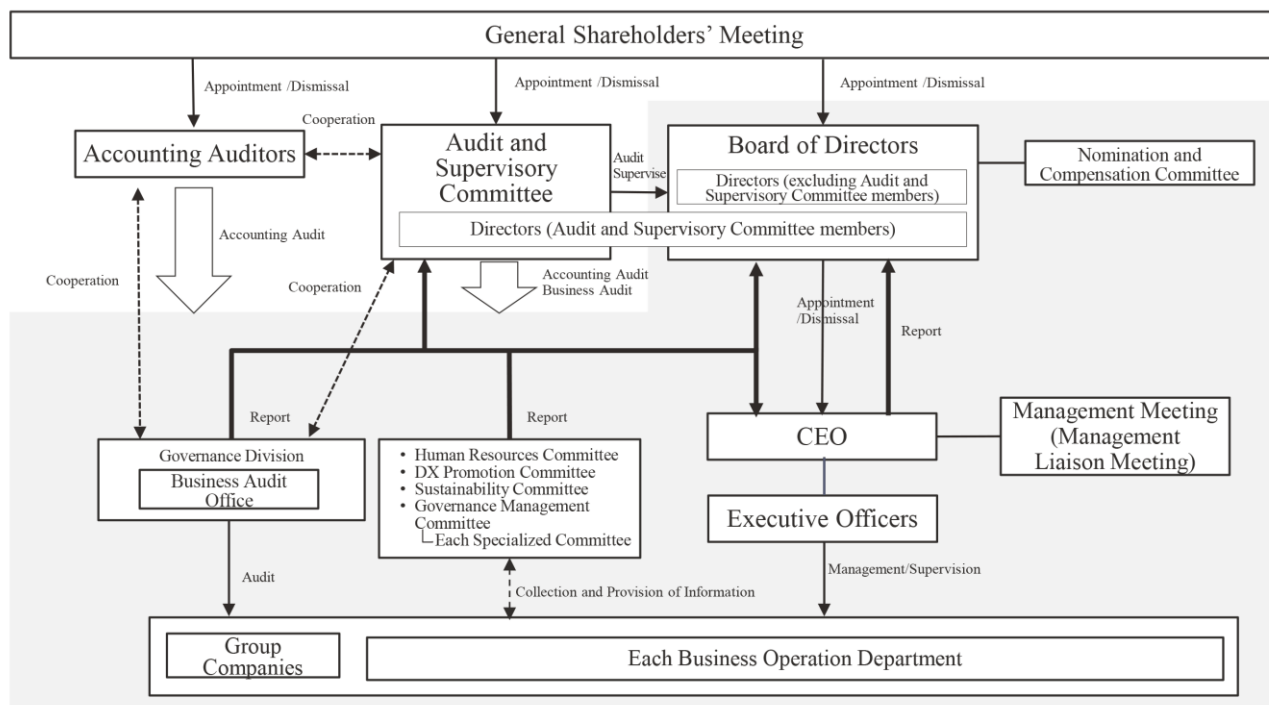 General Shareholders' Meeting
Appointment /Dismissal
Appointment /Dismissal
Appointment /Dismissal
Cooperation
Accounting Auditors
Audit and
Supervisory
Committee
Audit
Supervise
Board of Directors
Directors (excluding Audit and
Supervisory Committee members)
Nomination and
Compensation Committee
Directors (Audit and Supervisory Committee members)
Accounting Audit
Cooperation
Cooperation
Accounting Audit
Business Audit
Appointment
/Dismissal
Report
Report
Report
Governance Division
Business Audit
Office
• Human Resources Committee
• DX Promotion Committee
• Sustainability Committee
• Governance Management
Committee
└Each Specialized Committee
CEO
Management Meeting
(Management
Liaison Meeting)
Executive Officers
Audit
Collection and Provision of Information
Management/Supervision
Group
Companies
Each Business Operation Department